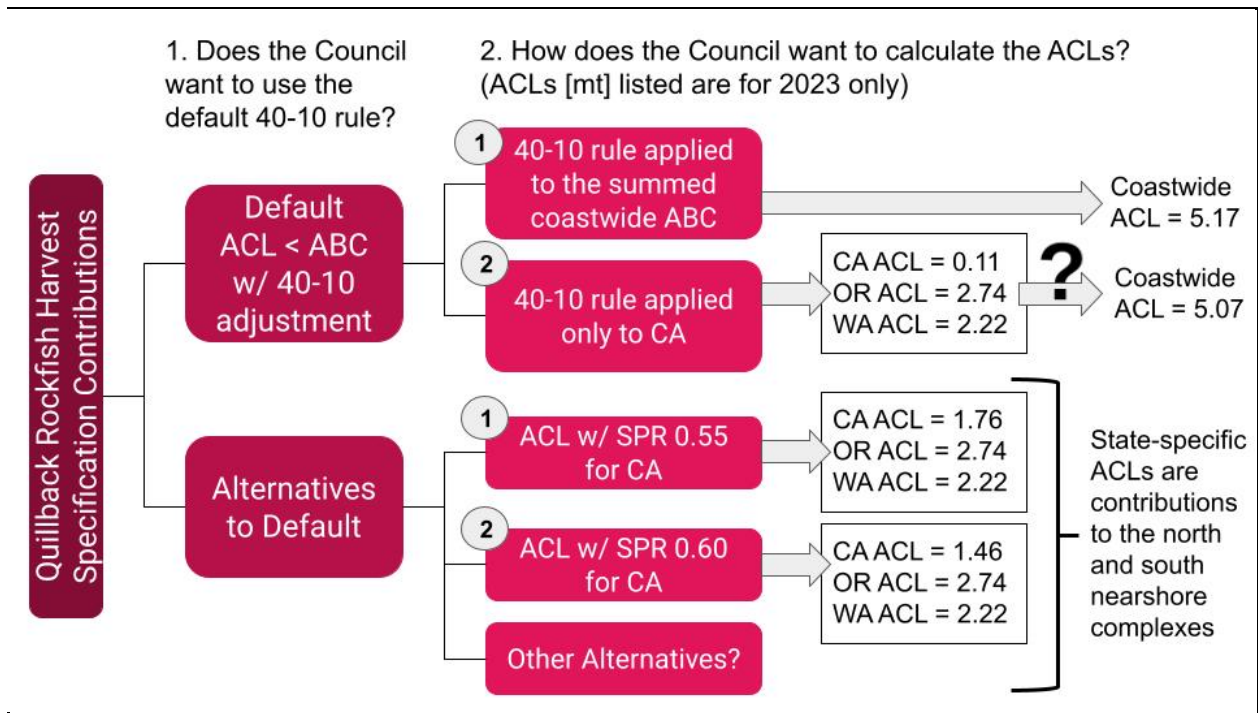 1. Does the Council
want to use the
default 40-10 rule?
2. How does the Council want to calculate the ACLs?
(ACLs [mt] listed are for 2023 only)
Quillback Rockfish Harvest
Specification Contributions
Default
ACL < ABC
w/ 40-10
adjustment
1
40-10 rule applied
to the summed
coastwide ABC
Coastwide
ACL = 5.17
2
40-10 rule applied
only to CA
CA ACL = 0.11
OR ACL = 2.74
WA ACL = 2.22
?
Coastwide
ACL = 5.07
Alternatives
to Default
1
ACL w/ SPR 0.55
for CA
CA ACL = 1.76
OR ACL = 2.74
WA ACL = 2.22
2
ACL w/ SPR 0.60
for CA
CA ACL = 1.46
OR ACL = 2.74
WA ACL = 2.22
Other Alternatives?
State-specific
ACLs are
contributions
to the north
and south
nearshore
complexes